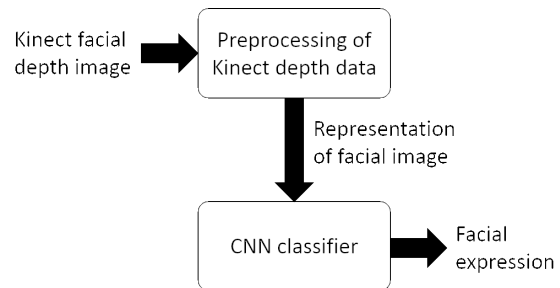 Kinect facial
depth image
Preprocessing of
Kinect depth data
Representation
of facial image
CNN classifier
Facial
expression